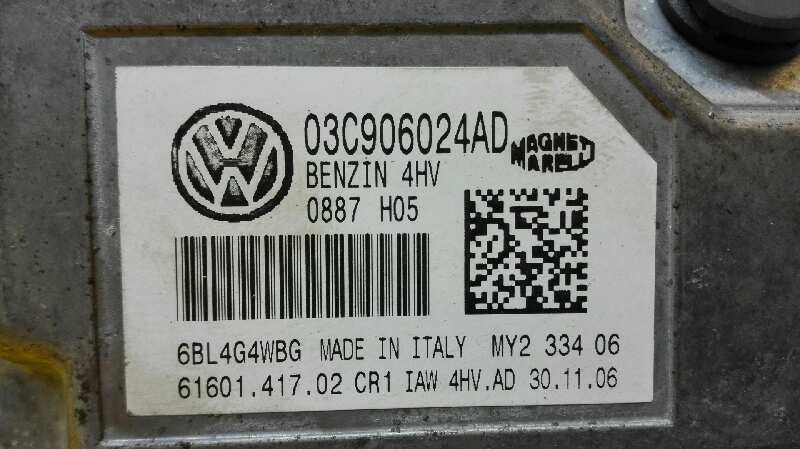 03C906024AD
MAGNETI
MARELLI
BENZIN 4HV
0887 H05
6BL4G4WBG MADE IN ITALY MY2 334 06
61601.417.02 CR1 IAW 4HV.AD 30.11.06